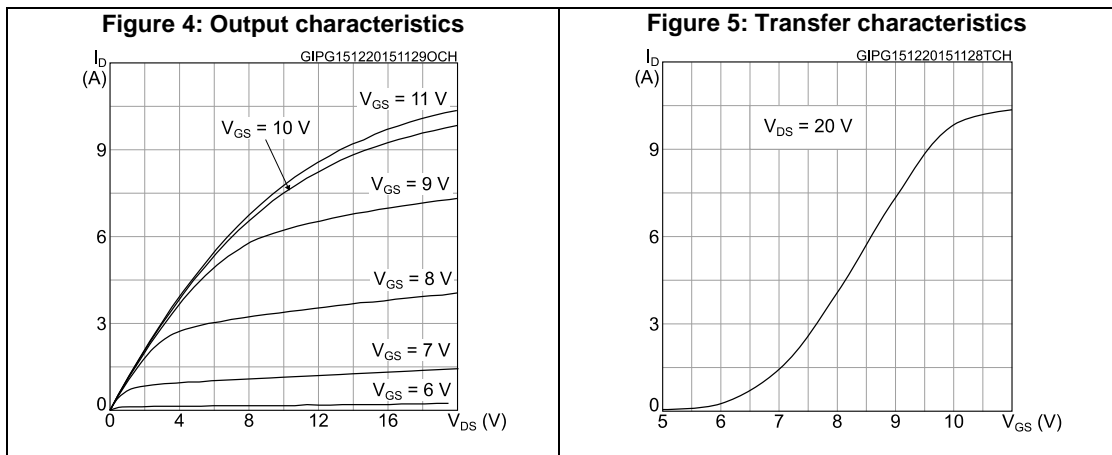 Figure 4: Output characteristics
GIPG151220151129OCH
I_D
(A)
V_GS = 11 V
V_GS = 10 V
9
V_GS = 9 V
6
V_GS = 8 V
3
V_GS = 7 V
V_GS = 6 V
0
0 4 8 12 16 V_DS (V)
Figure 5: Transfer characteristics
GIPG151220151128TCH
I_D
(A)
V_DS = 20 V
9
6
3
0
5 6 7 8 9 10 V_GS (V)